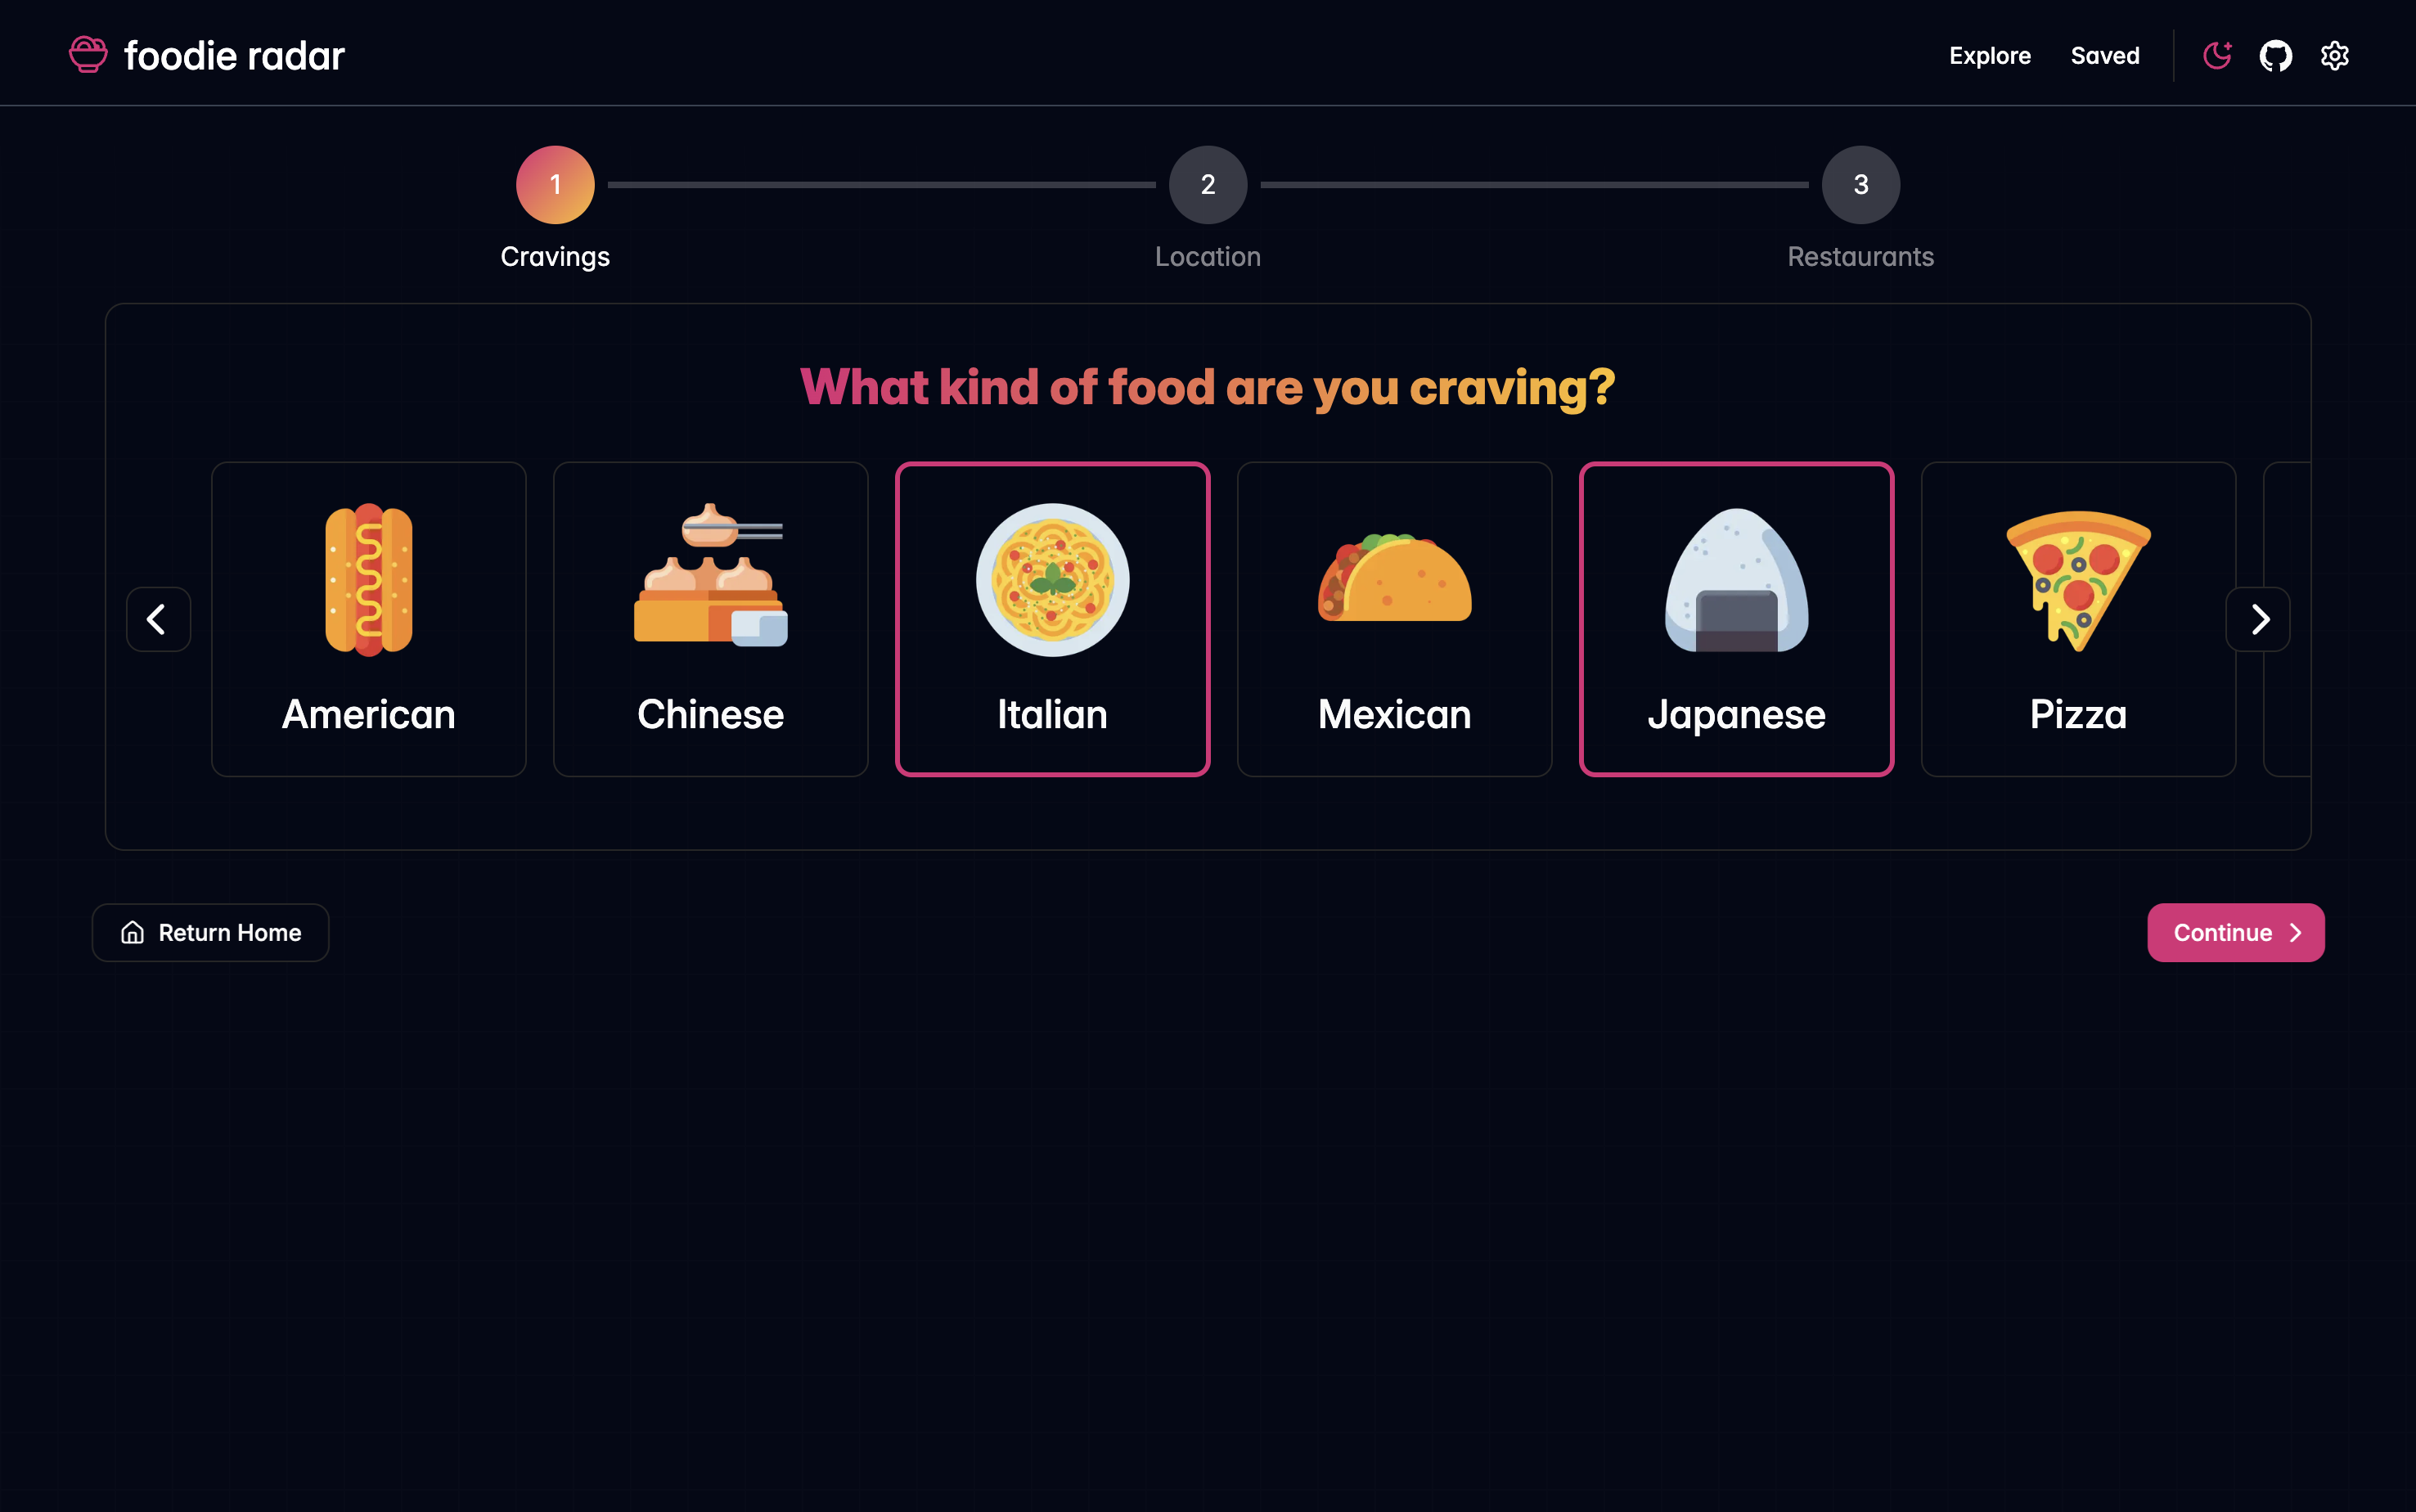 foodie radar
Explore
Saved
1
2
3
Cravings
Location
Restaurants
What kind of food are you craving?
American
Chinese
Italian
Mexican
Japanese
Pizza
Return Home
Continue